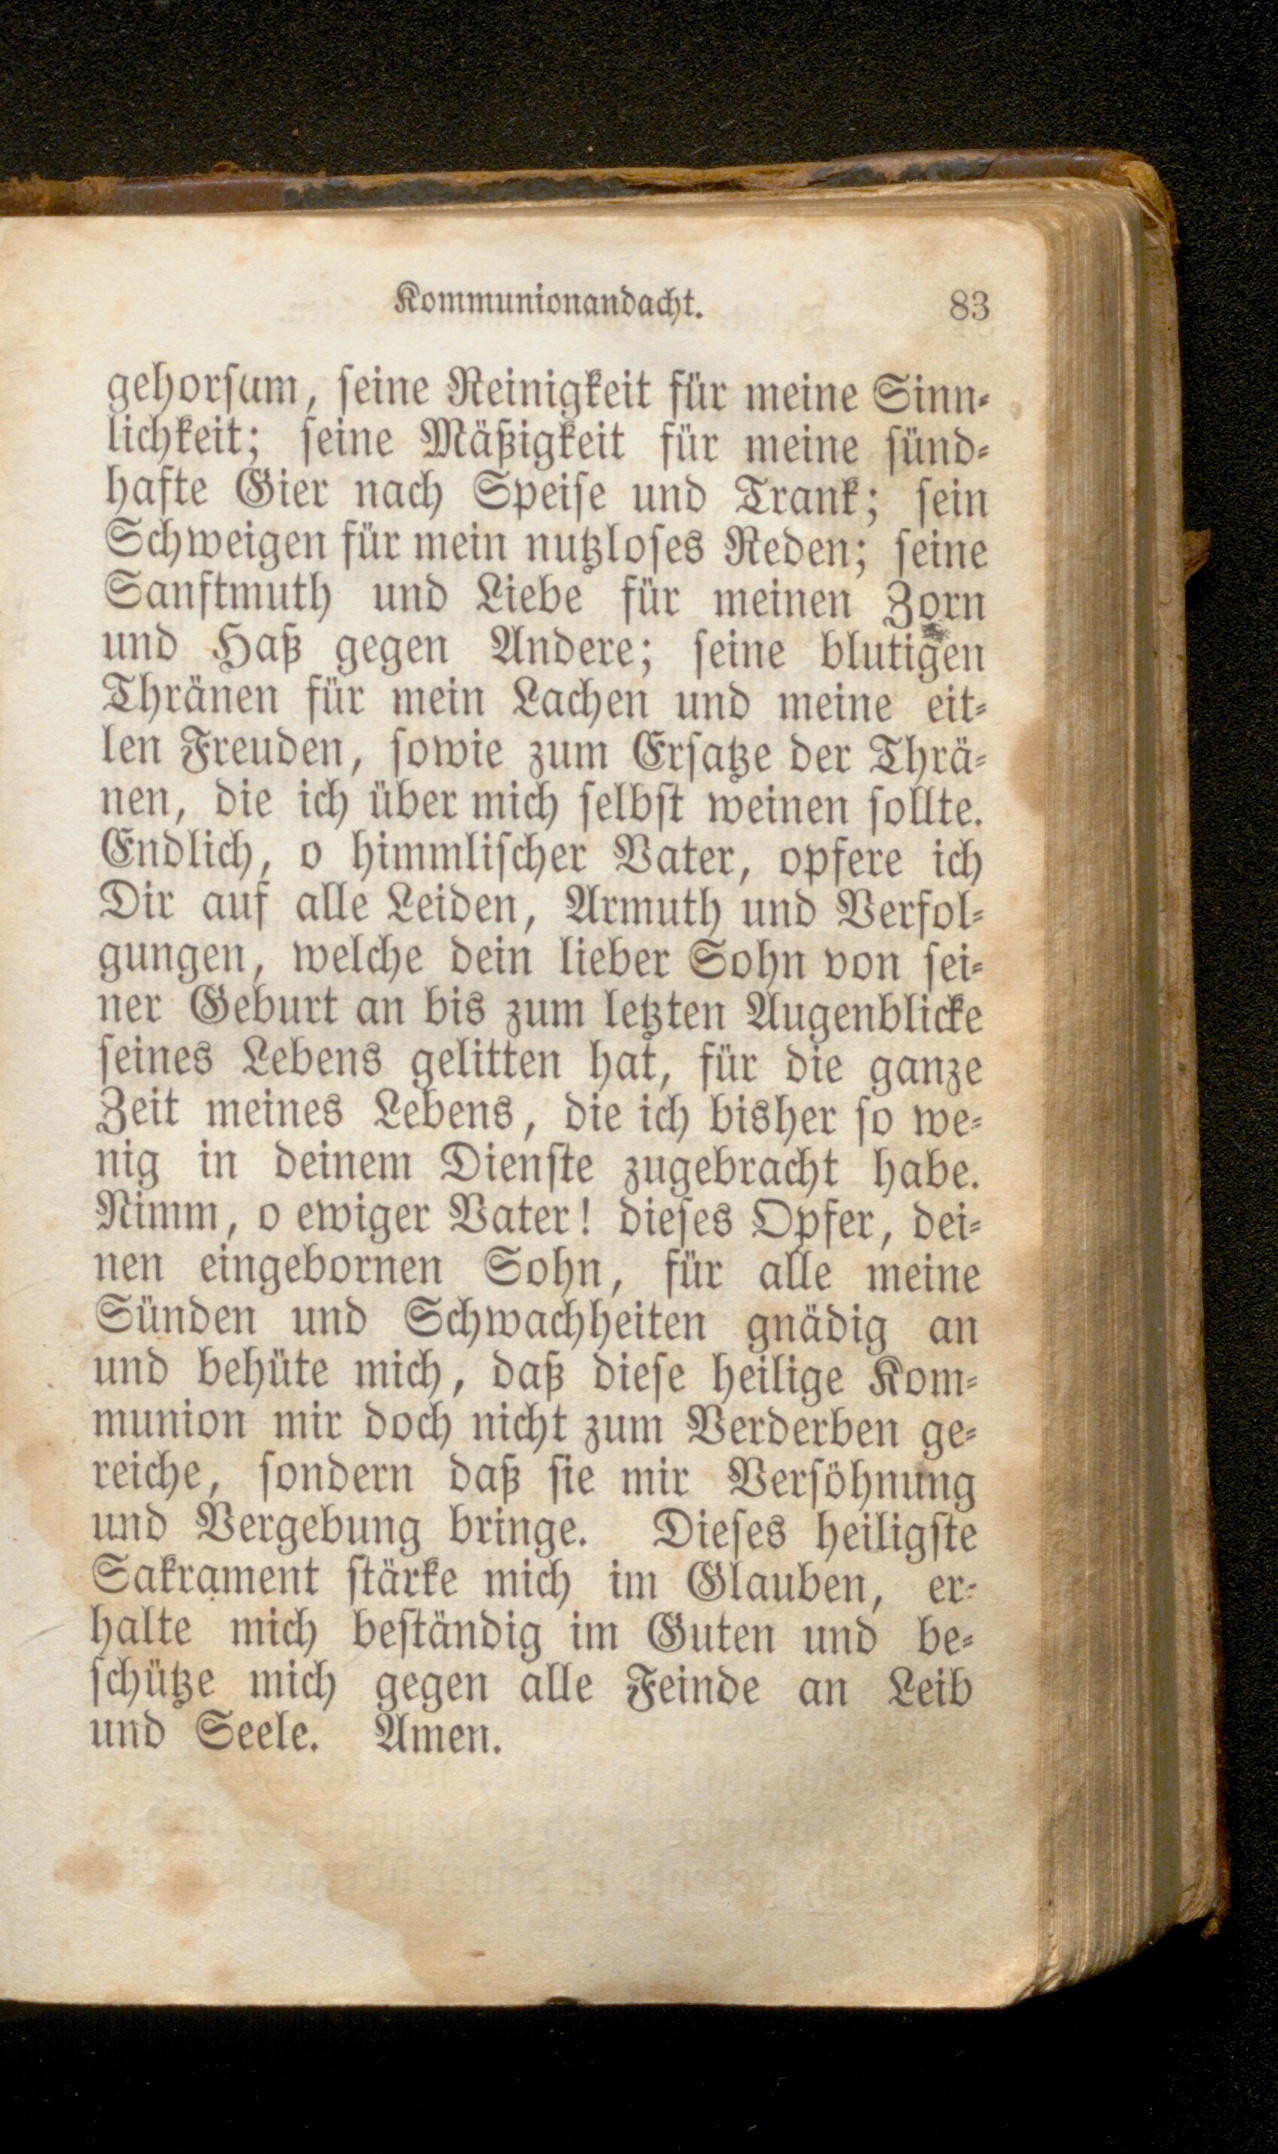 Kommunionandacht. 83
gehorsum, seine Reinigkeit für meine Sinn-
lichkeit; seine Mäßigkeit für meine sünd-
hafte Gier nach Speise und Trank; sein
Schweigen für mein nutzloses Reden; seine
Sanftmuth und Liebe für meinen Zorn
und Haß gegen Andere; seine blutigen
Thränen für mein Lachen und meine eit-
len Freuden, sowie zum Ersatze der Thrä-
nen, die ich über mich selbst weinen sollte.
Endlich, o himmlischer Vater, opfere ich
Dir auf alle Leiden, Armuth und Verfol-
gungen, welche dein lieber Sohn von sei-
ner Geburt an bis zum letzten Augenblicke
seines Lebens gelitten hat, für die ganze
Zeit meines Lebens, die ich bisher so we-
nig in deinem Dienste zugebracht habe.
Nimm, o ewiger Vater! dieses Opfer, dei-
nen eingebornen Sohn, für alle meine
Sünden und Schwachheiten gnädig an
und behüte mich, daß diese heilige Kom-
munion mir doch nicht zum Verderben ge-
reiche, sondern daß sie mir Versöhnung
und Vergebung bringe. Dieses heiligste
Sakrament stärke mich im Glauben, er-
halte mich beständig im Guten und be-
schütze mich gegen alle Feinde an Leib
und Seele. Amen.